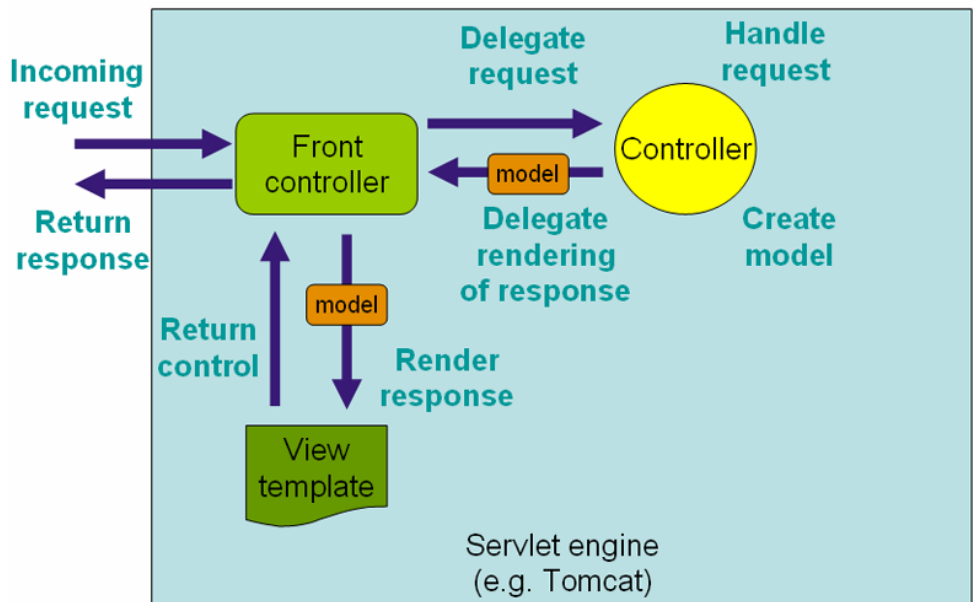 Incoming
request
Return
response
Front
controller
Delegate
request
Handle
request
Controller
model
Delegate
rendering
of response
Create
model
model
Return
control
Render
response
View
template
Servlet engine
(e.g. Tomcat)